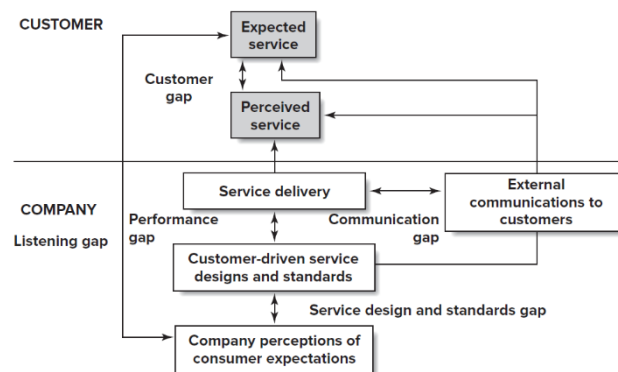 CUSTOMER
Expected
service
Customer
gap
Perceived
service
Service delivery
External
communications to
customers
COMPANY
Listening gap
Performance
gap
Communication
gap
Customer-driven service
designs and standards
Service design and standards gap
Company perceptions of
consumer expectations